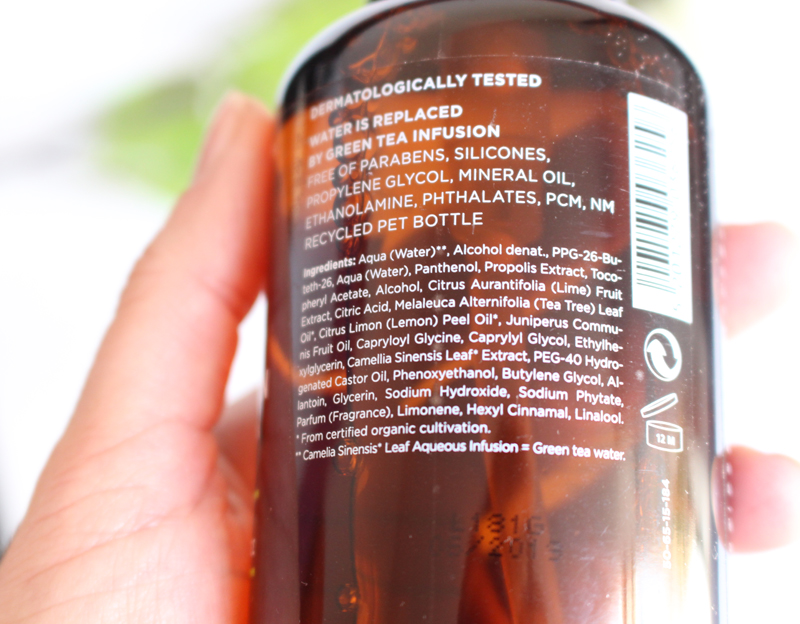 DERMATOLOGICALLY TESTED
WATER IS REPLACED
BY GREEN TEA INFUSION
FREE OF PARABENS, SILICONES,
PROPYLENE GLYCOL, MINERAL OIL,
ETHANOLAMINE, PHTHALATES, PCM, NM
RECYCLED PET BOTTLE
Ingredients: Aqua (Water)**, Alcohol denat., PPG-26-Bu-
teth-26, Aqua (Water), Panthenol, Propolis Extract, Toco-
pheryl Acetate, Alcohol, Citrus Aurantifolia (Lime) Fruit
Extract, Citric Acid, Melaleuca Alternifolia (Tea Tree) Leaf
Oil*, Citrus Limon (Lemon) Peel Oil*, Juniperus Commu-
nis Fruit Oil, Capryloyl Glycine, Caprylyl Glycol, Ethylhe-
xylglycerin, Camellia Sinensis Leaf* Extract, PEG-40 Hydro-
genated Castor Oil, Phenoxyethanol, Butylene Glycol, Al-
lantoin, Glycerin, Sodium Hydroxide, Sodium Phytate,
Parfum (Fragrance), Limonene, Hexyl Cinnamal, Linalool.
* From certified organic cultivation.
** Camelia Sinensis* Leaf Aqueous Infusion = Green tea water.
12 M